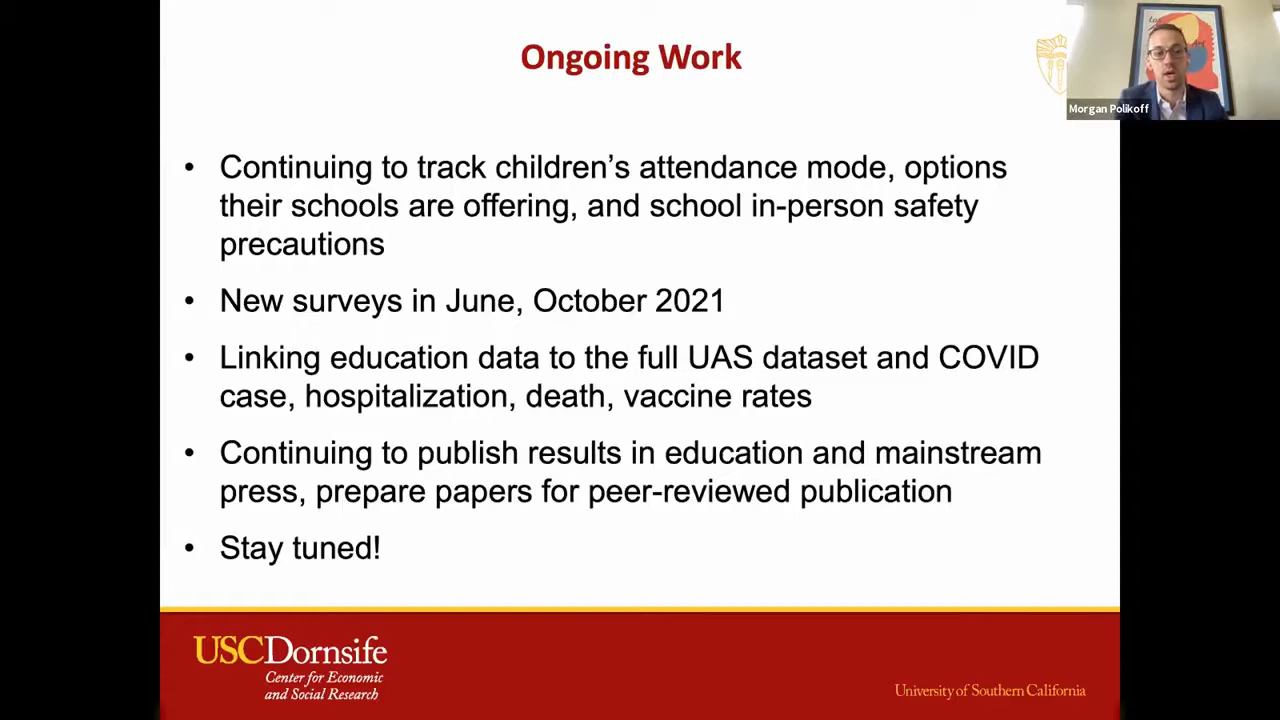 Ongoing Work
Morgan Polikoff
• Continuing to track children’s attendance mode, options
their schools are offering, and school in-person safety
precautions
• New surveys in June, October 2021
• Linking education data to the full UAS dataset and COVID
case, hospitalization, death, vaccine rates
• Continuing to publish results in education and mainstream
press, prepare papers for peer-reviewed publication
• Stay tuned!
USCDornsife
Center for Economic
and Social Research
University of Southern California